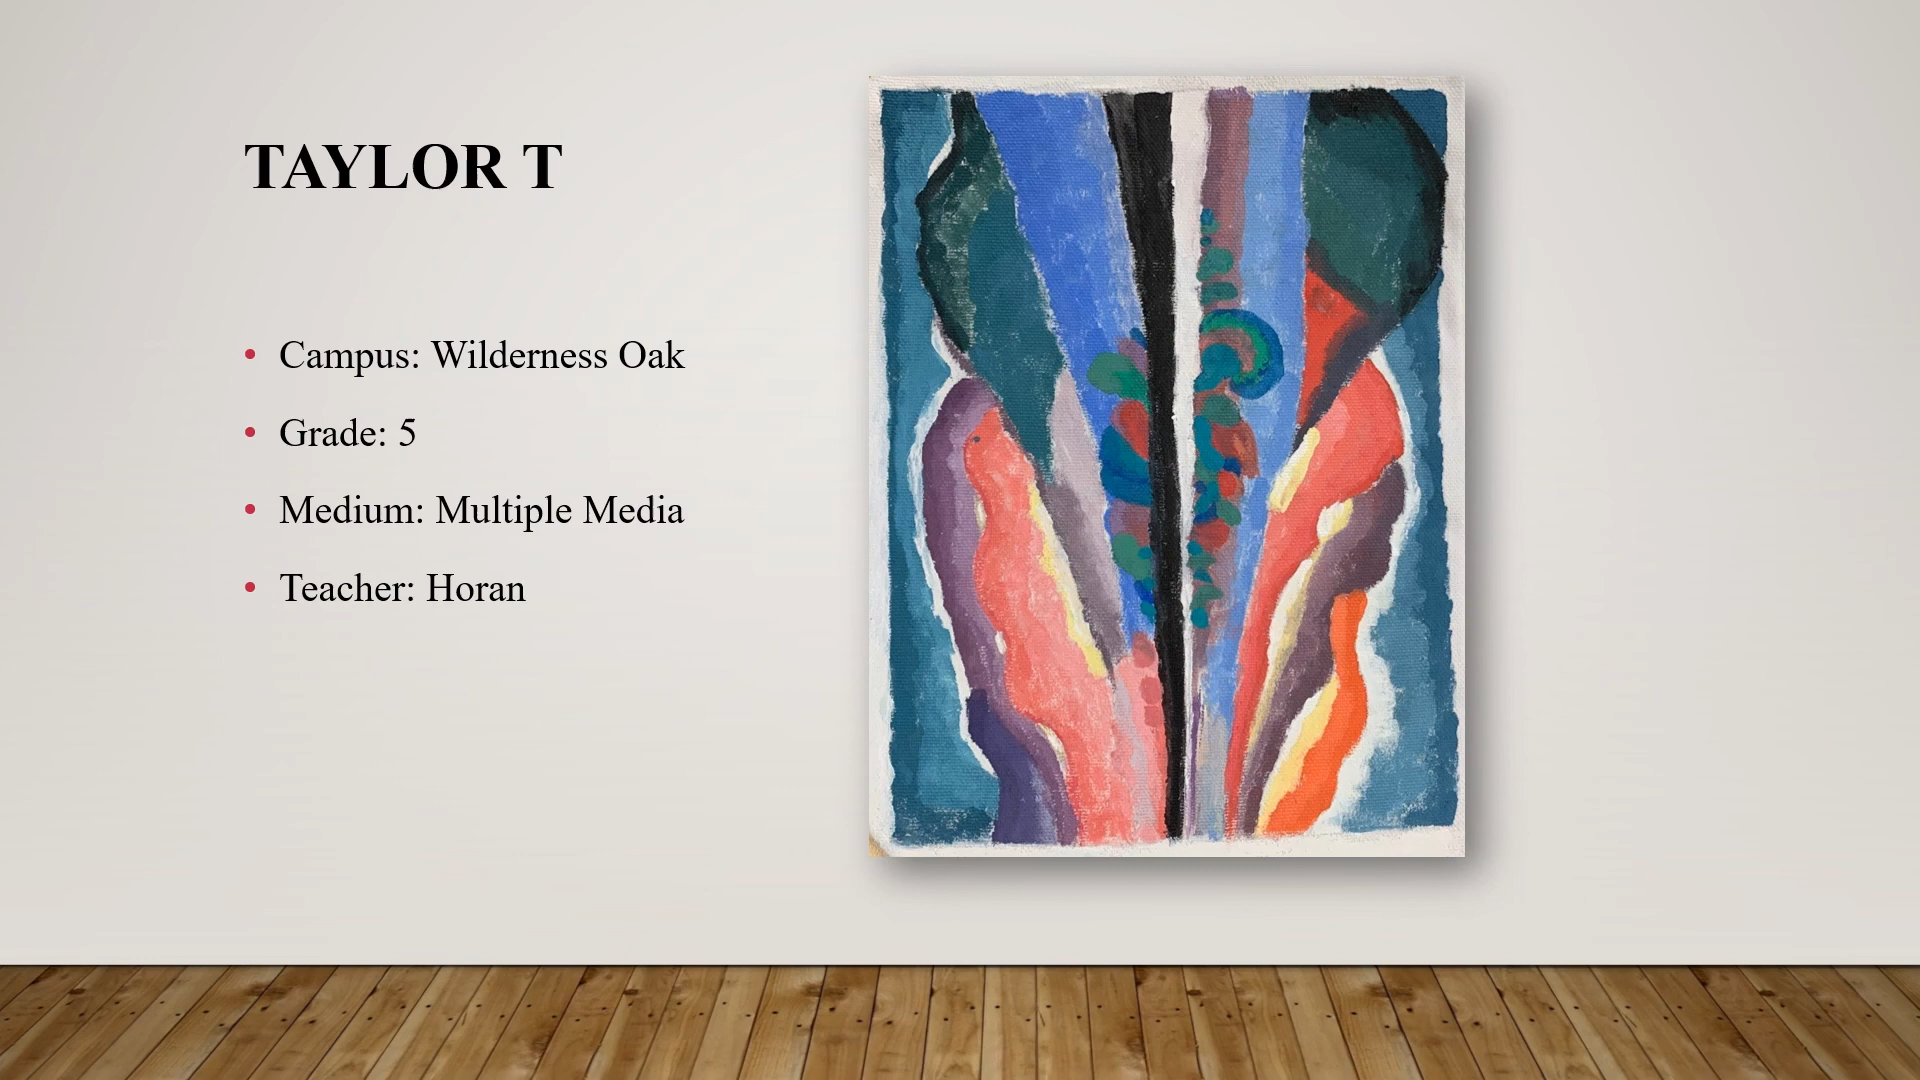 TAYLOR T
• Campus: Wilderness Oak
• Grade: 5
• Medium: Multiple Media
• Teacher: Horan